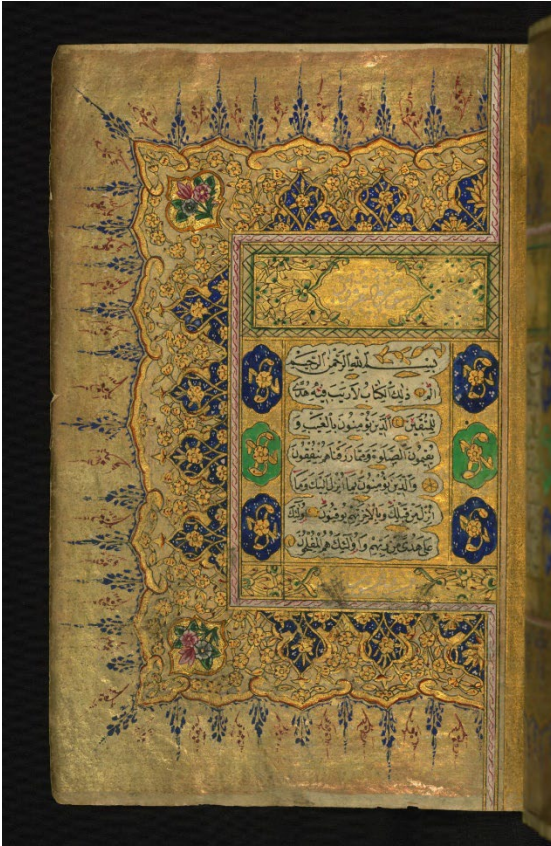 بسم الله الرحمن الرحيم
الم ذلك الكتاب لا ريب فيه هدى
للمتقين الذين يؤمنون بالغيب و
يقيمون الصلوة ومما رزقناهم ينفقون
والذين يؤمنون بما انزل اليك وما
انزل من قبلك وبالاخرة هم يوقنون اولئك
على هدى من ربهم واولئك هم المفلحون